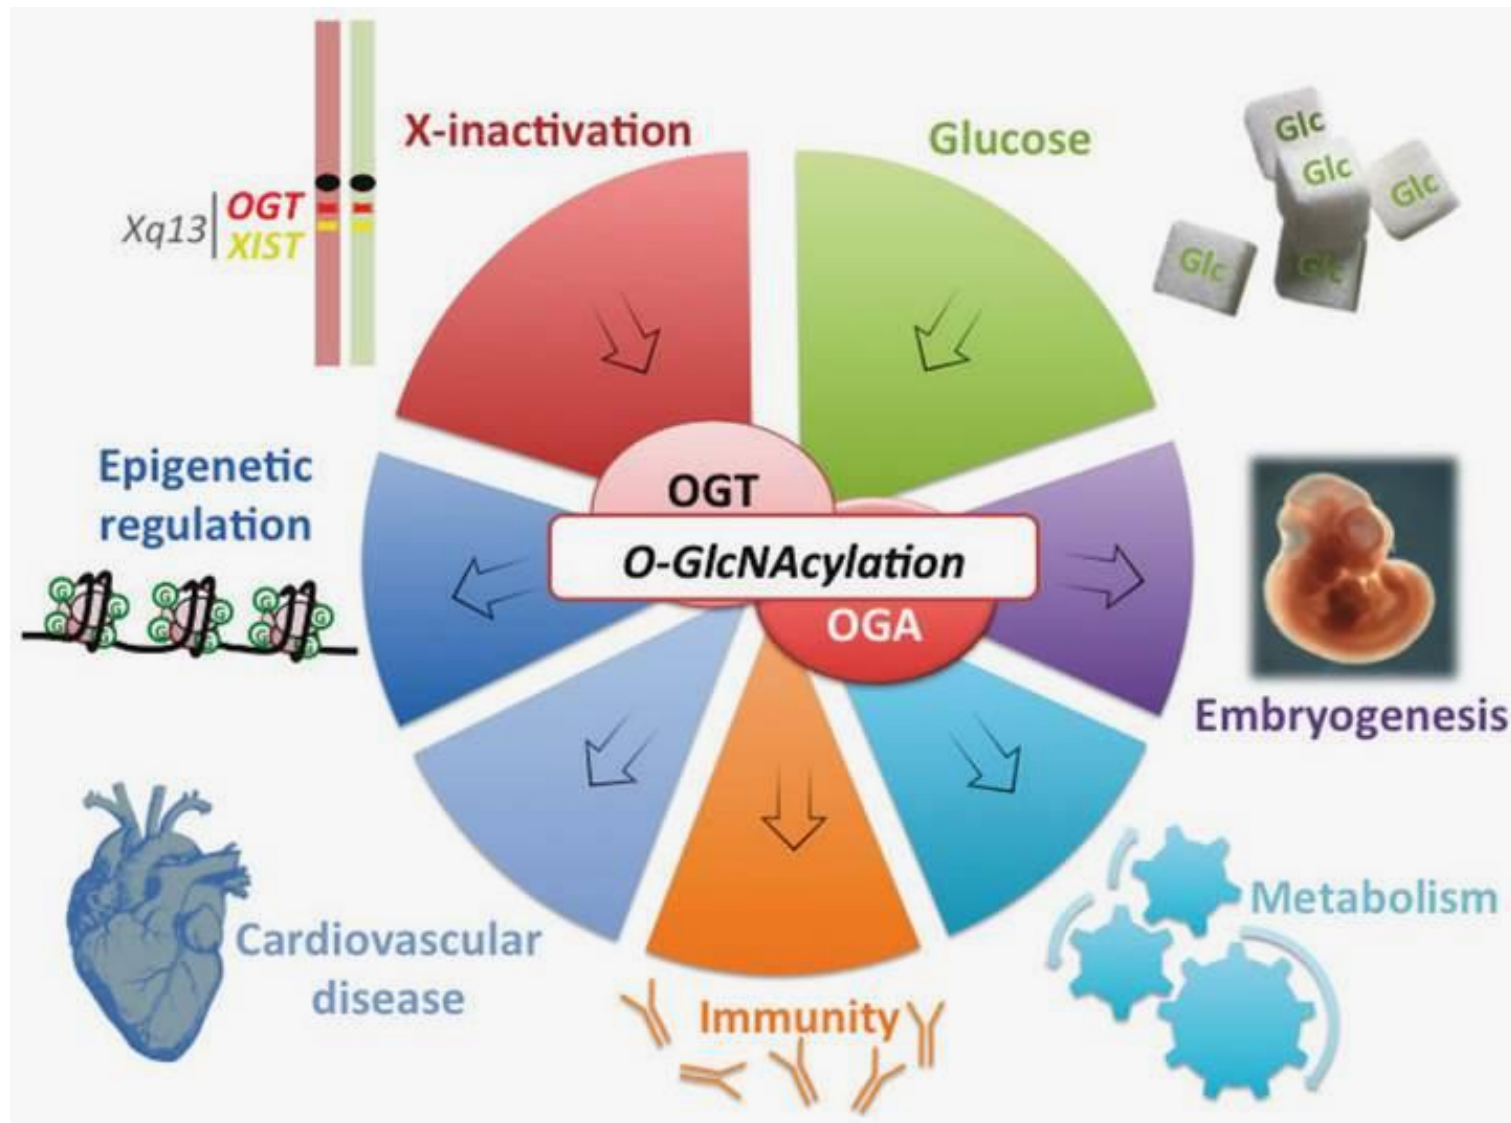 X-inactivation
Glucose
Glc
Glc
Glc
Glc
Glc
Xq13
OGT
XIST
Epigenetic
regulation
G
G
G
G
G
G
G
G
G
G
G
G
OGT
O-GlcNAcylation
OGA
Embryogenesis
Cardiovascular
disease
Metabolism
Immunity